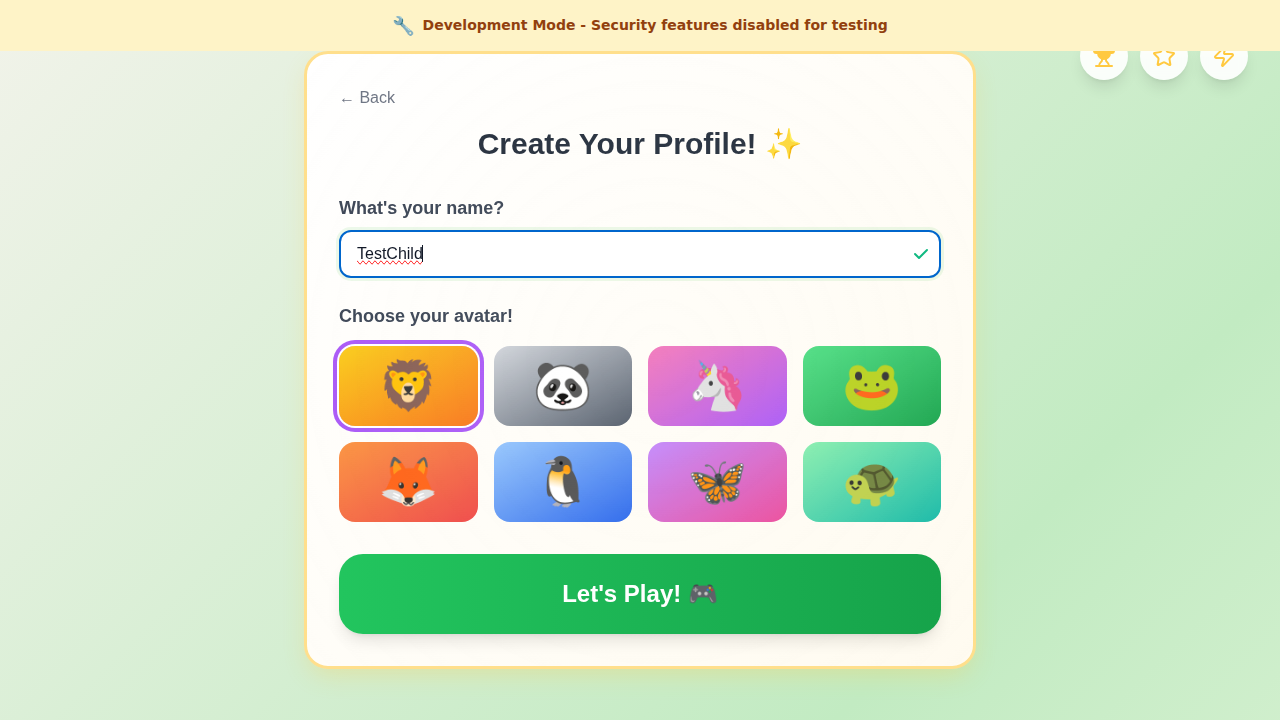 🔧 Development Mode - Security features disabled for testing
← Back
Create Your Profile! ✨
What's your name?
TestChild
Choose your avatar!
Let's Play! 🎮